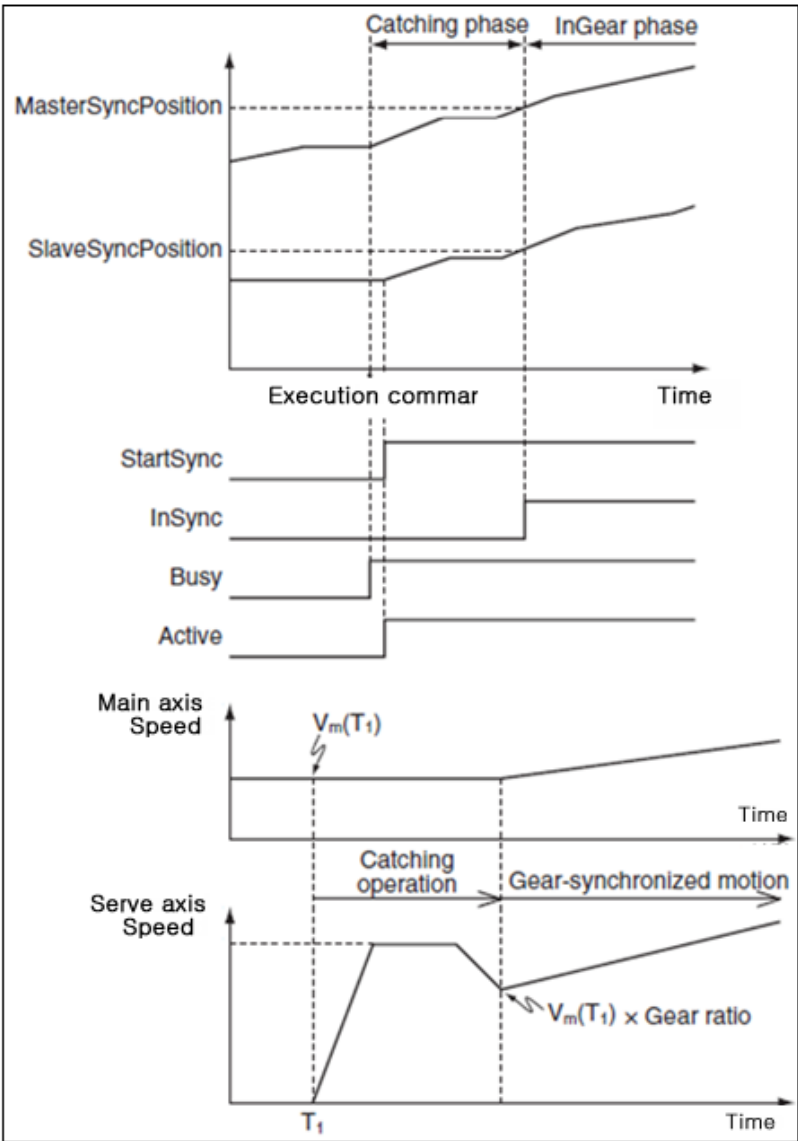 Catching phase InGear phase
MasterSyncPosition
SlaveSyncPosition
Execution commar Time
StartSync
InSync
Busy
Active
Main axis
Speed
Vm(T1)
Time
Catching
operation
Gear-synchronized motion
Serve axis
Speed
Vm(T1) × Gear ratio
T1 Time